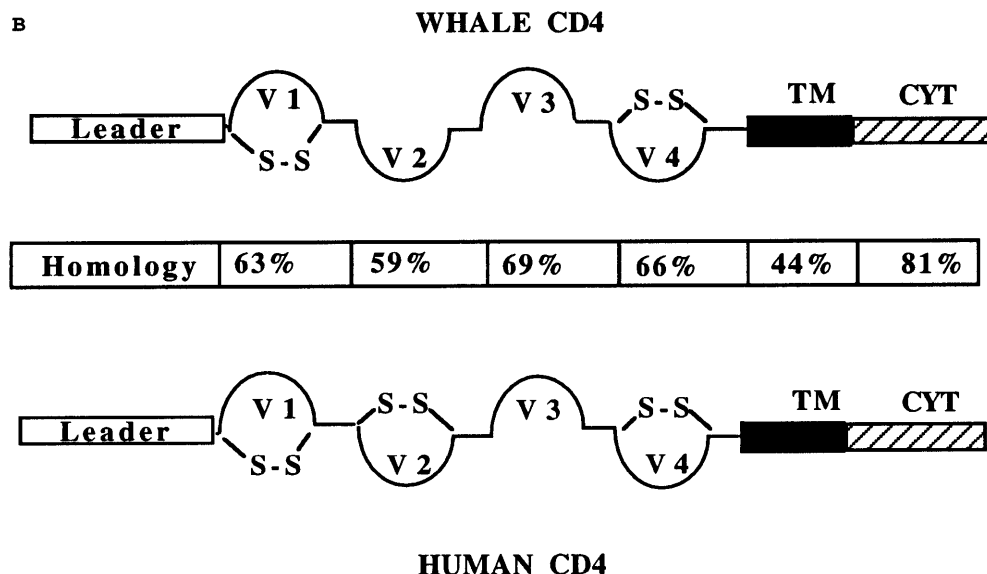 B
WHALE CD4
Leader V 1 S-S V 2 V 3 S-S V 4 TM CYT
Homology 63% 59% 69% 66% 44% 81%
Leader V 1 S-S S-S V 2 V 3 S-S V 4 TM CYT
HUMAN CD4